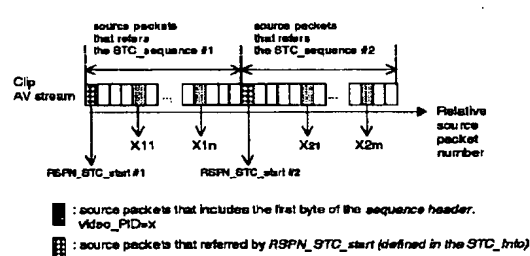 source packets
that refers
the STC_sequence #1
source packets
that refers
the STC_sequence #2
Clip
AV stream
...
...
X11
X1n
X21
X2m
Relative
source
packet
number
RSPN_STC_start #1
RSPN_STC_start #2
: source packets that includes the first byte of the sequence header.
video_PID=x
: source packets that referred by RSPN_STC_start (defined in the STC_Info)